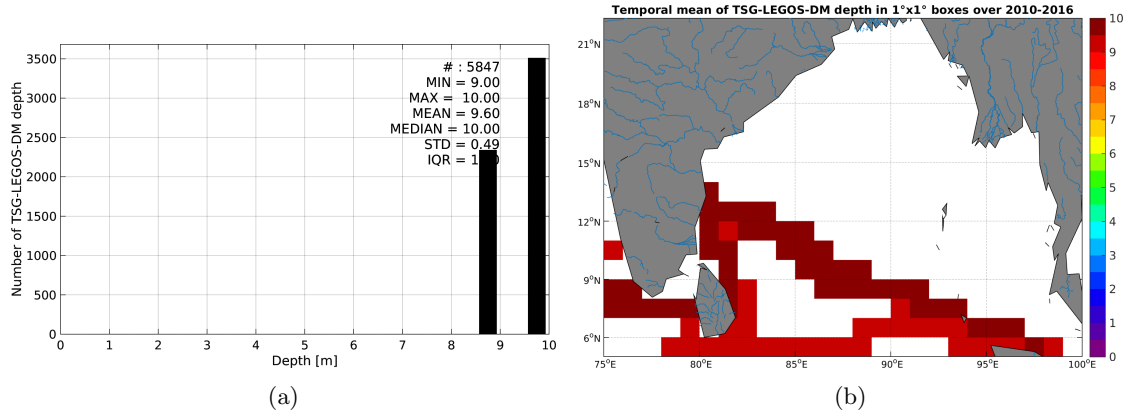 Temporal mean of TSG-LEGOS-DM depth in 1°x1° boxes over 2010-2016
Number of TSG-LEGOS-DM depth
3500
3000
2500
2000
1500
1000
500
0
# : 5847
MIN = 9.00
MAX = 10.00
MEAN = 9.60
MEDIAN = 10.00
STD = 0.49
IQR = 1
0 1 2 3 4 5 6 7 8 9 10
Depth [m]
(a)
21°N
18°N
15°N
12°N
9°N
6°N
75°E 80°E 85°E 90°E 95°E 100°E
10
9
8
7
6
5
4
3
2
1
0
(b)